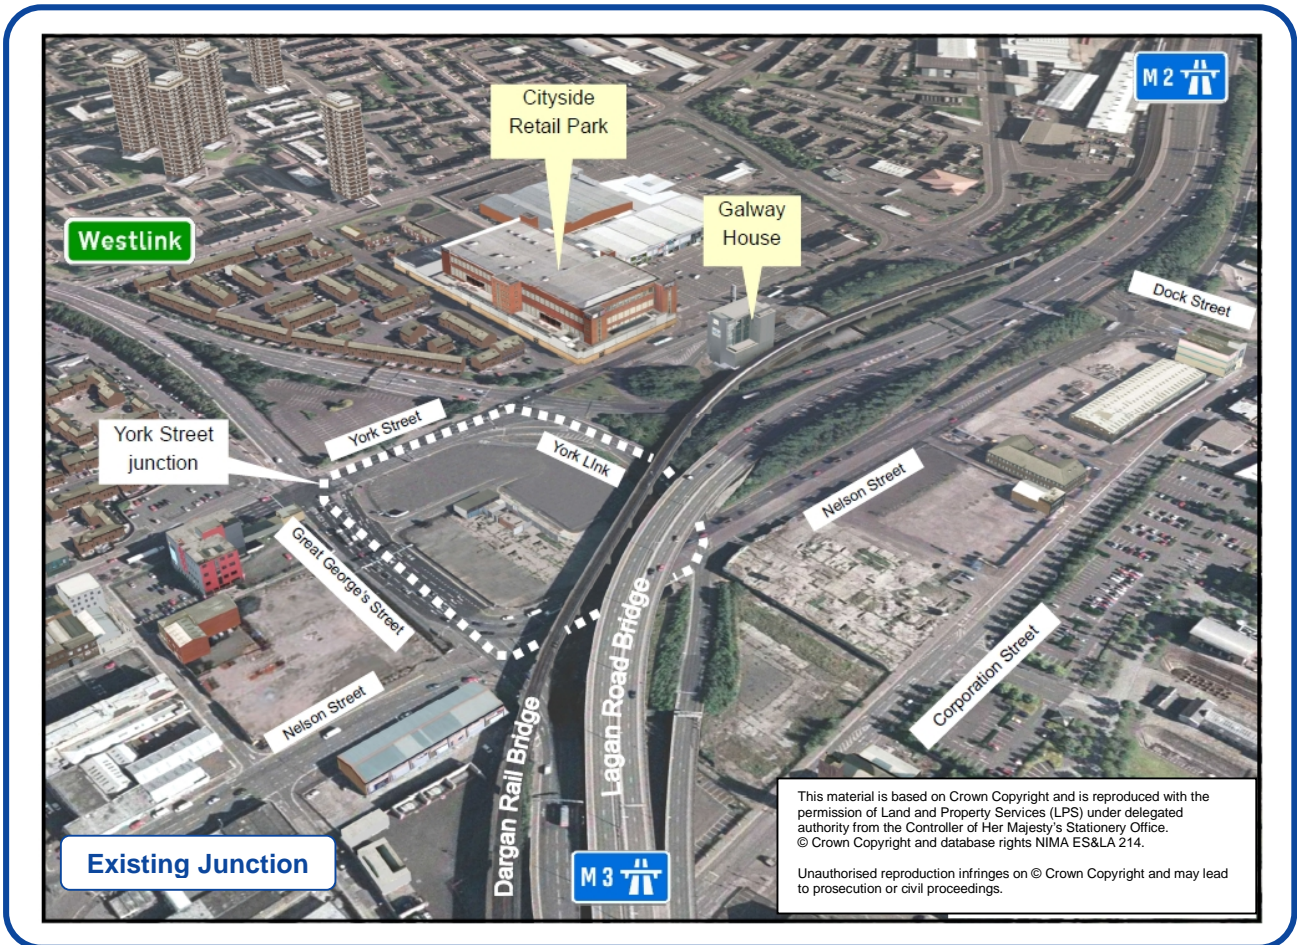 M 2
Cityside
Retail Park
Galway
House
Westlink
Dock Street
York Street
York Street
junction
York LInk
Nelson Street
Great George's Street
Nelson Street
Corporation Street
Dargan Rail Bridge
Lagan Road Bridge
This material is based on Crown Copyright and is reproduced with the
permission of Land and Property Services (LPS) under delegated
authority from the Controller of Her Majesty's Stationery Office.
© Crown Copyright and database rights NIMA ES&LA 214.
Unauthorised reproduction infringes on © Crown Copyright and may lead
to prosecution or civil proceedings.
Existing Junction
M 3